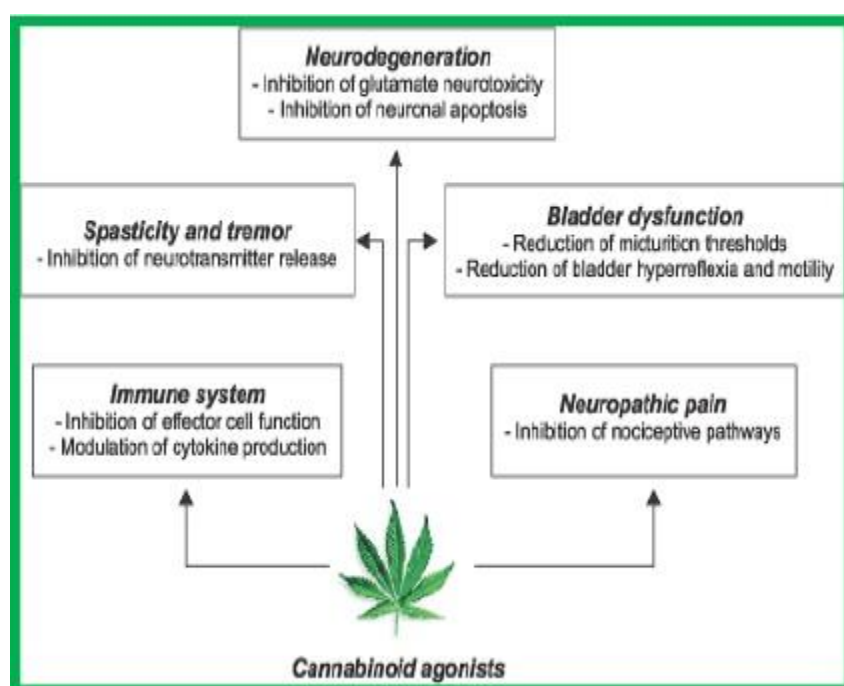 Neurodegeneration
- Inhibition of glutamate neurotoxicity
- Inhibition of neuronal apoptosis
Spasticity and tremor
- Inhibition of neurotransmitter release
Bladder dysfunction
- Reduction of micturition thresholds
- Reduction of bladder hyperreflexia and motility
Immune system
- Inhibition of effector cell function
- Modulation of cytokine production
Neuropathic pain
- Inhibition of nociceptive pathways
Cannabinoid agonists